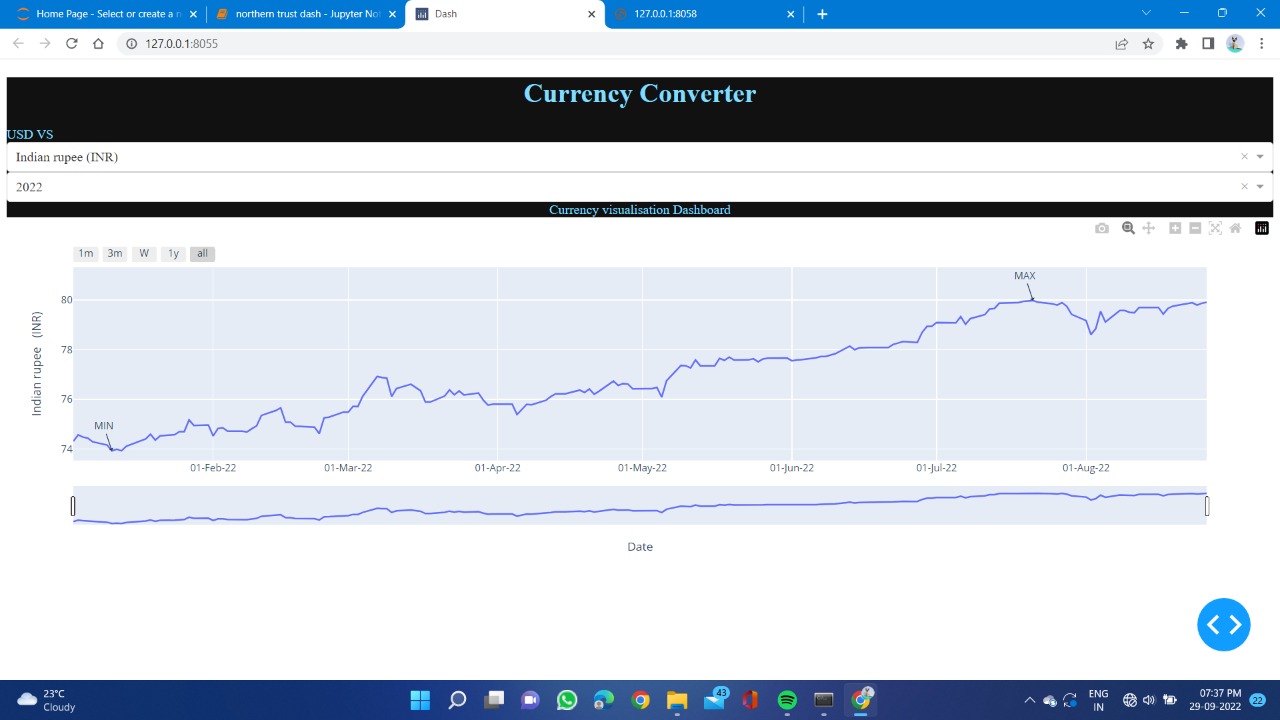 Home Page - Select or create a n
northern trust dash - Jupyter Not
Dash
127.0.0.1:8058
127.0.0.1:8055
Currency Converter
USD VS
Indian rupee (INR)
2022
Currency visualisation Dashboard
1m 3m W 1y all
MAX
MIN
80
78
76
74
Indian rupee (INR)
01-Feb-22 01-Mar-22 01-Apr-22 01-May-22 01-Jun-22 01-Jul-22 01-Aug-22
Date
23°C
Cloudy
43
ENG
IN
07:37 PM
29-09-2022
22